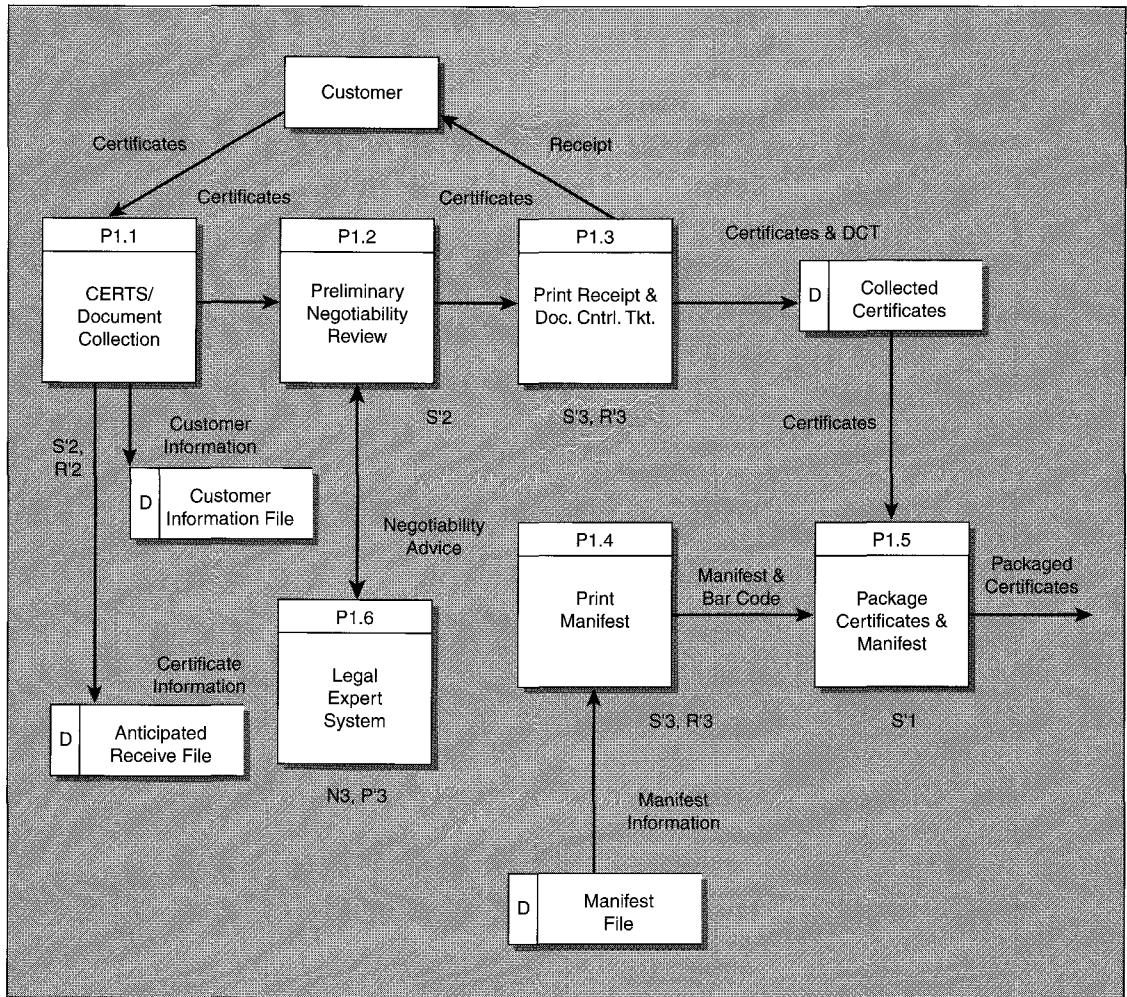 Customer
Certificates
Receipt
Certificates
Certificates
P1.1
CERTS/
Document
Collection
P1.2
Preliminary
Negotiability
Review
P1.3
Print Receipt &
Doc. Cntrl. Tkt.
Certificates & DCT
D
Collected
Certificates
S'2,
R'2
Customer
Information
S'2
S'3, R'3
Certificates
D
Customer
Information File
Negotiability
Advice
P1.4
Print
Manifest
Manifest &
Bar Code
P1.5
Package
Certificates &
Manifest
Packaged
Certificates
P1.6
Legal
Expert
System
Certificate
Information
D
Anticipated
Receive File
N3, P'3
S'3, R'3
S'1
Manifest
Information
D
Manifest
File